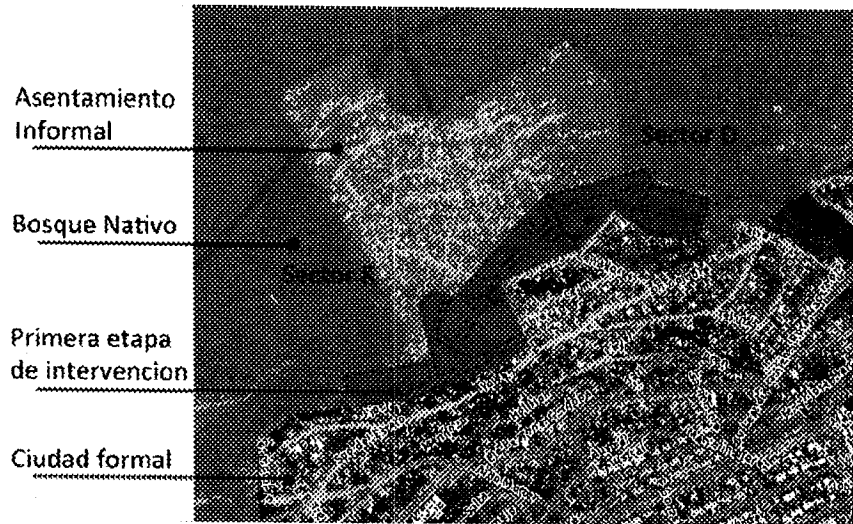 Asentamiento
Informal
Sector D
Bosque Nativo
Sector
Primera etapa
de intervencion
Ciudad formal